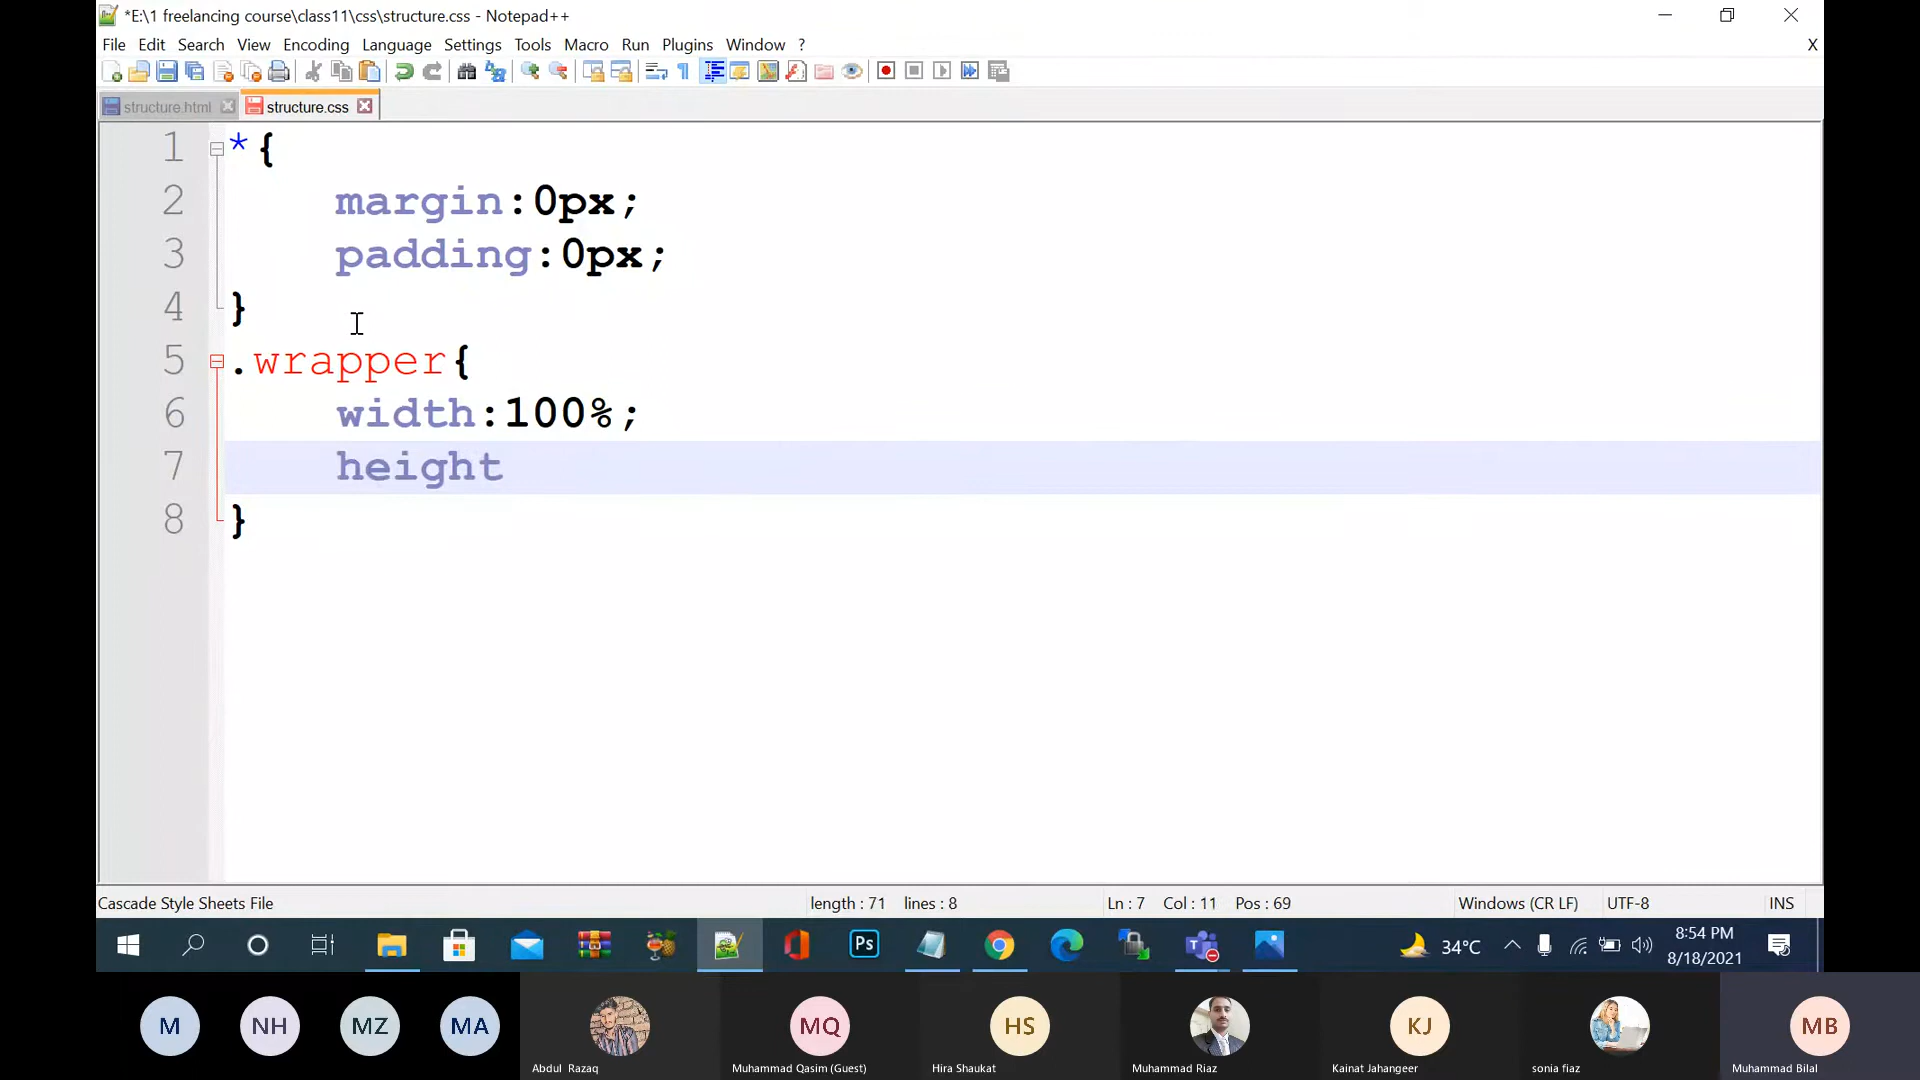 *E:\1 freelancing course\class11\css\structure.css - Notepad++
File Edit Search View Encoding Language Settings Tools Macro Run Plugins Window ? X
structure.html structure.css
1 *{
2 margin:0px;
3 padding:0px;
4 }
5 .wrapper{
6 width:100%;
7 height
8 }
Cascade Style Sheets File length : 71 lines : 8 Ln : 7 Col : 11 Pos : 69 Windows (CR LF) UTF-8 INS
Ps 34°C 8:54 PM
8/18/2021
M NH MZ MA MQ HS KJ MB
Abdul Razaq Muhammad Qasim (Guest) Hira Shaukat Muhammad Riaz Kainat Jahangeer sonia fiaz Muhammad Bilal